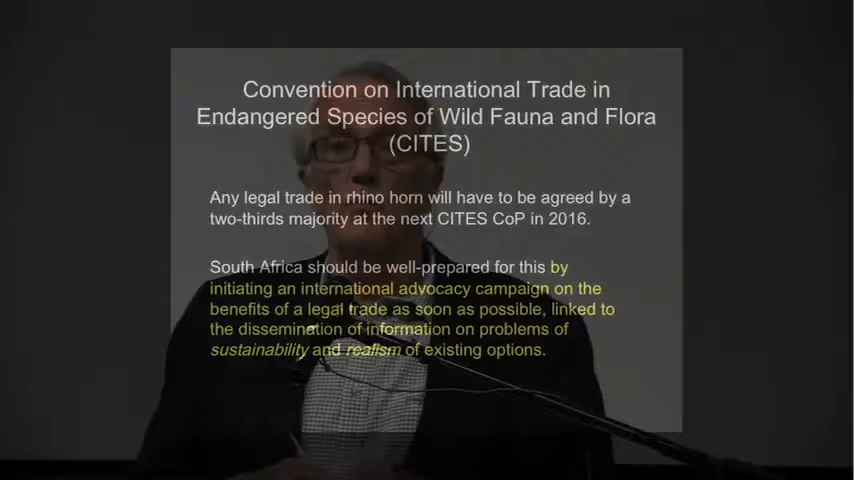 Convention on International Trade in
Endangered Species of Wild Fauna and Flora
(CITES)
Any legal trade in rhino horn will have to be agreed by a
two-thirds majority at the next CITES CoP in 2016.
South Africa should be well-prepared for this by
initiating an international advocacy campaign on the
benefits of a legal trade as soon as possible, linked to
the dissemination of information on problems of
sustainability and realism of existing options.